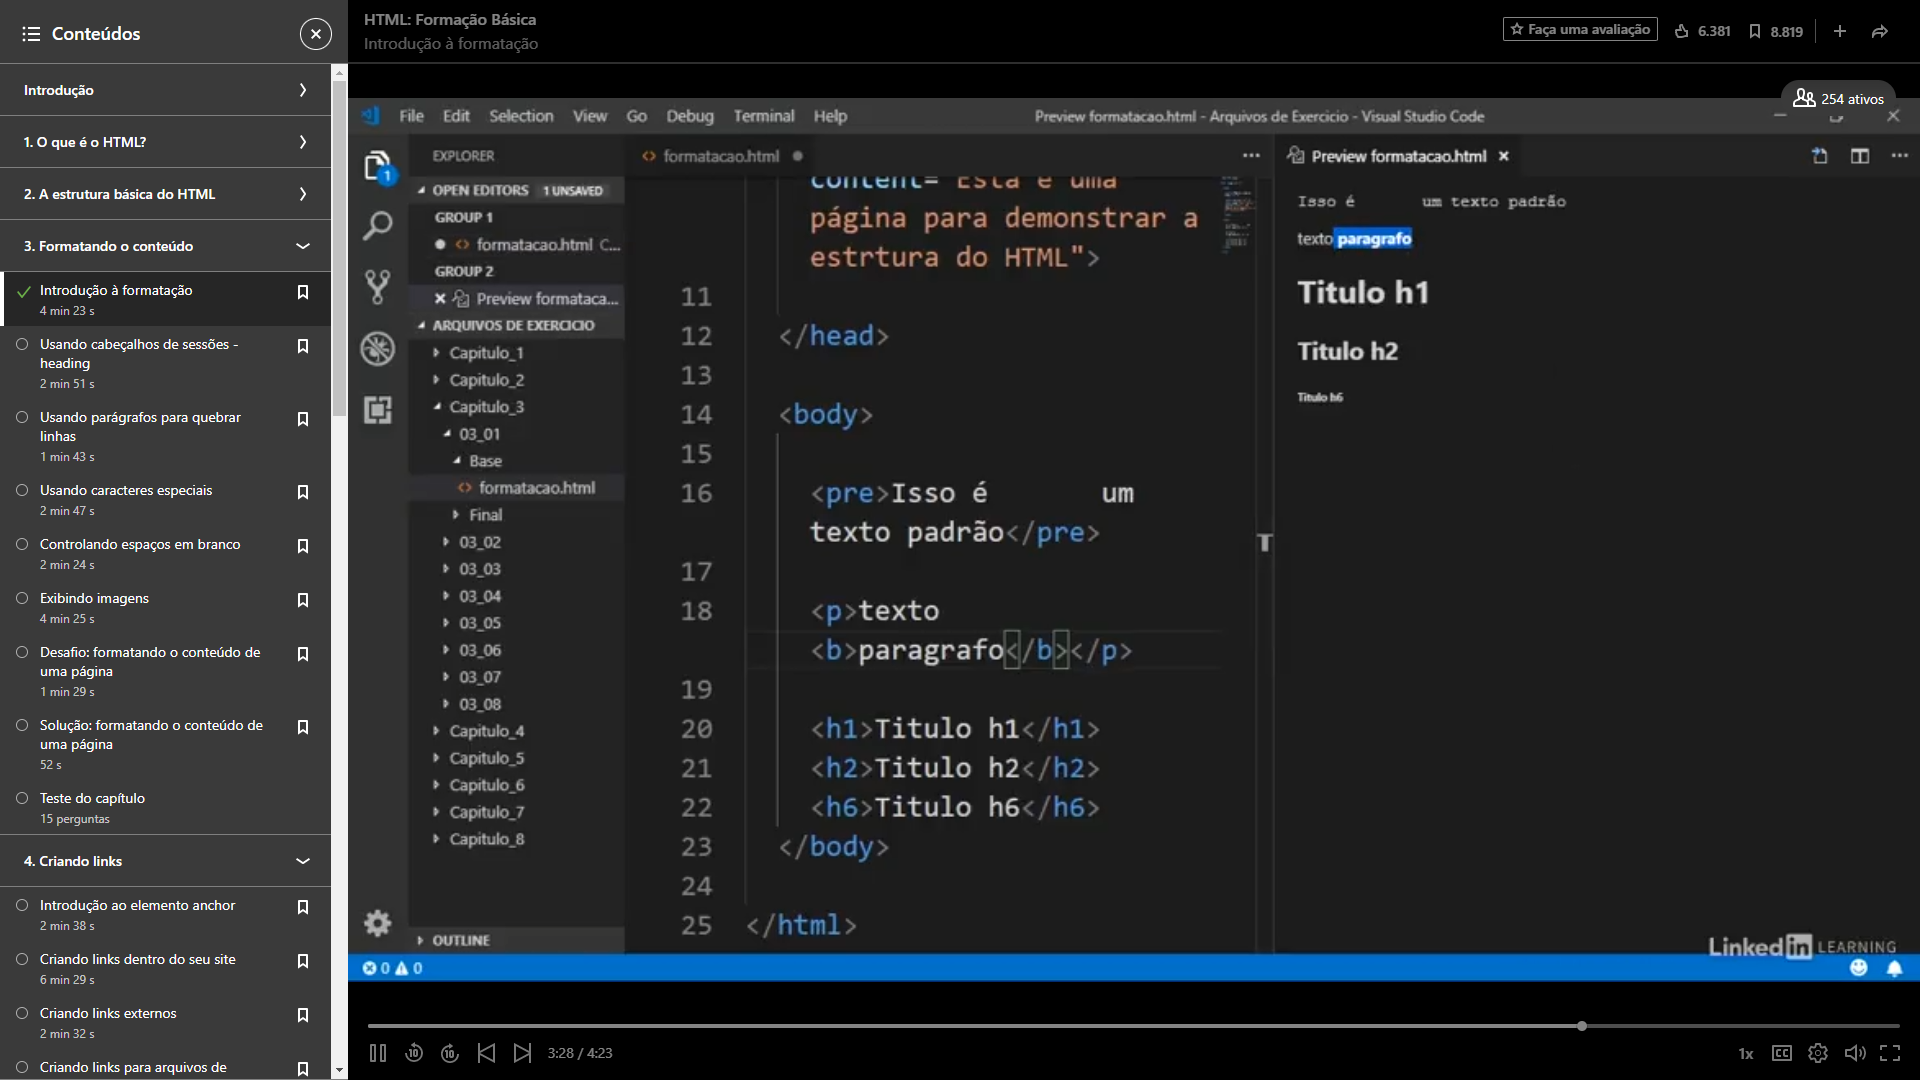 Conteúdos
Introdução
1. O que é o HTML?
2. A estrutura básica do HTML
3. Formatando o conteúdo
Introdução à formatação
4 min 23 s
Usando cabeçalhos de sessões -
heading
2 min 51 s
Usando parágrafos para quebrar
linhas
1 min 43 s
Usando caracteres especiais
2 min 47 s
Controlando espaços em branco
2 min 24 s
Exibindo imagens
4 min 25 s
Desafio: formatando o conteúdo de
uma página
1 min 29 s
Solução: formatando o conteúdo de
uma página
52 s
Teste do capítulo
15 perguntas
4. Criando links
Introdução ao elemento anchor
2 min 38 s
Criando links dentro do seu site
6 min 29 s
Criando links externos
2 min 32 s
Criando links para arquivos de
HTML: Formação Básica
Introdução à formatação
Faça uma avaliação
6.381
8.819
254 ativos
File Edit Selection View Go Debug Terminal Help
Preview formatacao.html - Arquivos de Exercicio - Visual Studio Code
EXPLORER
OPEN EDITORS 1 UNSAVED
GROUP 1
formatacao.html C...
GROUP 2
Preview formataca...
ARQUIVOS DE EXERCICIO
Capitulo_1
Capitulo_2
Capitulo_3
03_01
Base
formatacao.html
Final
03_02
03_03
03_04
03_05
03_06
03_07
03_08
Capitulo_4
Capitulo_5
Capitulo_6
Capitulo_7
Capitulo_8
OUTLINE
1
formatacao.html
content="Esta é uma
página para demonstrar a
estrtura do HTML">
11
12 </head>
13
14 <body>
15
16 <pre>Isso é       um
texto padrão</pre>
17
18 <p>texto
<b>paragrafo</b></p>
19
20 <h1>Titulo h1</h1>
21 <h2>Titulo h2</h2>
22 <h6>Titulo h6</h6>
23 </body>
24
25 </html>
Preview formatacao.html
Isso é       um texto padrão
texto paragrafo
Titulo h1
Titulo h2
Titulo h6
Linked in LEARNING
0 0
10 10 3:28 / 4:23
1x CC